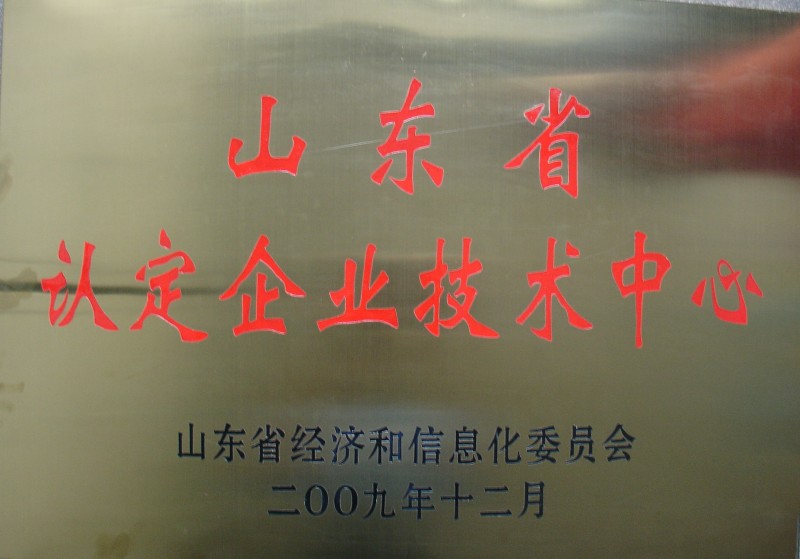 山东省
认定企业技术中心
山东省经济和信息化委员会
二OO九年十二月